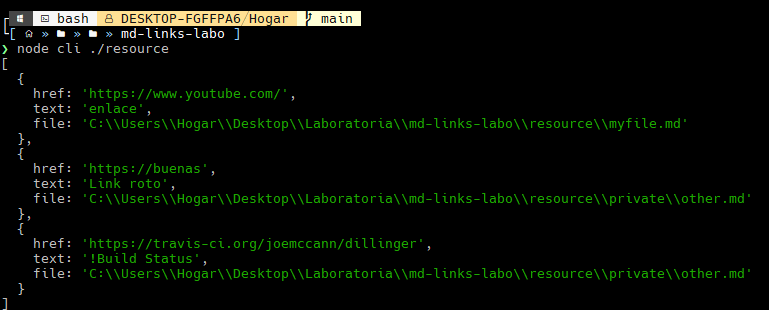 bash DESKTOP-FGFFPA6/Hogar main
[ » » » md-links-labo ]
❯ node cli ./resource
[
  {
    href: 'https://www.youtube.com/',
    text: 'enlace',
    file: 'C:\\Users\\Hogar\\Desktop\\Laboratoria\\md-links-labo\\resource\\myfile.md'
  },
  {
    href: 'https://buenas',
    text: 'Link roto',
    file: 'C:\\Users\\Hogar\\Desktop\\Laboratoria\\md-links-labo\\resource\\private\\other.md'
  },
  {
    href: 'https://travis-ci.org/joemccann/dillinger',
    text: '!Build Status',
    file: 'C:\\Users\\Hogar\\Desktop\\Laboratoria\\md-links-labo\\resource\\private\\other.md'
  }
]